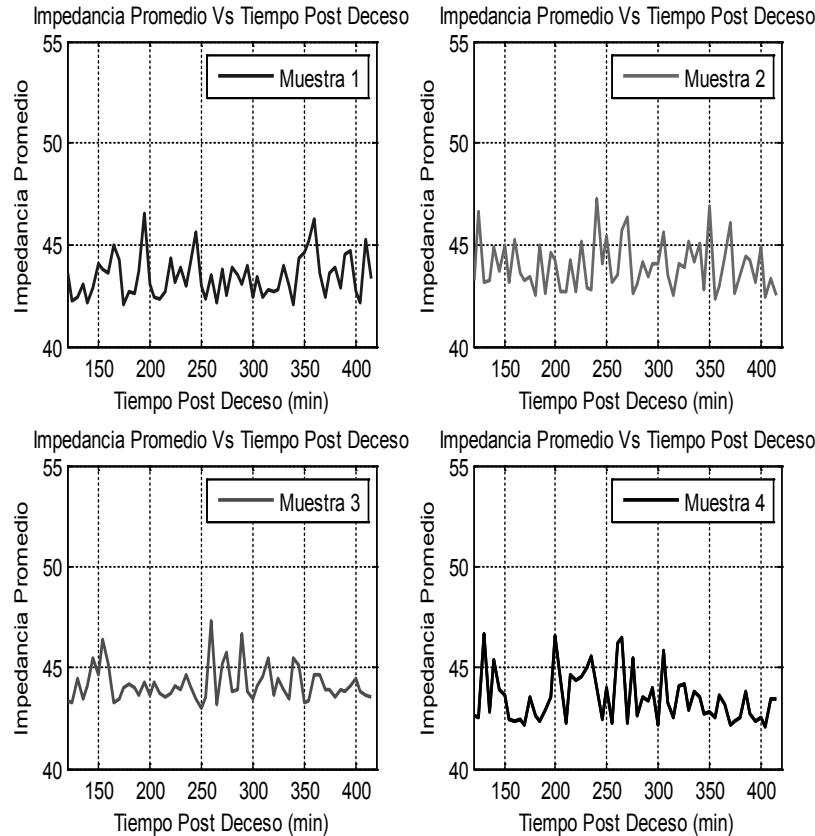 Impedancia Promedio Vs Tiempo Post Deceso
55
50
45
40
Impedancia Promedio
Muestra 1
150 200 250 300 350 400
Tiempo Post Deceso (min)
Impedancia Promedio Vs Tiempo Post Deceso
55
50
45
40
Impedancia Promedio
Muestra 2
150 200 250 300 350 400
Tiempo Post Deceso (min)
Impedancia Promedio Vs Tiempo Post Deceso
55
50
45
40
Impedancia Promedio
Muestra 3
150 200 250 300 350 400
Tiempo Post Deceso (min)
Impedancia Promedio Vs Tiempo Post Deceso
55
50
45
40
Impedancia Promedio
Muestra 4
150 200 250 300 350 400
Tiempo Post Deceso (min)